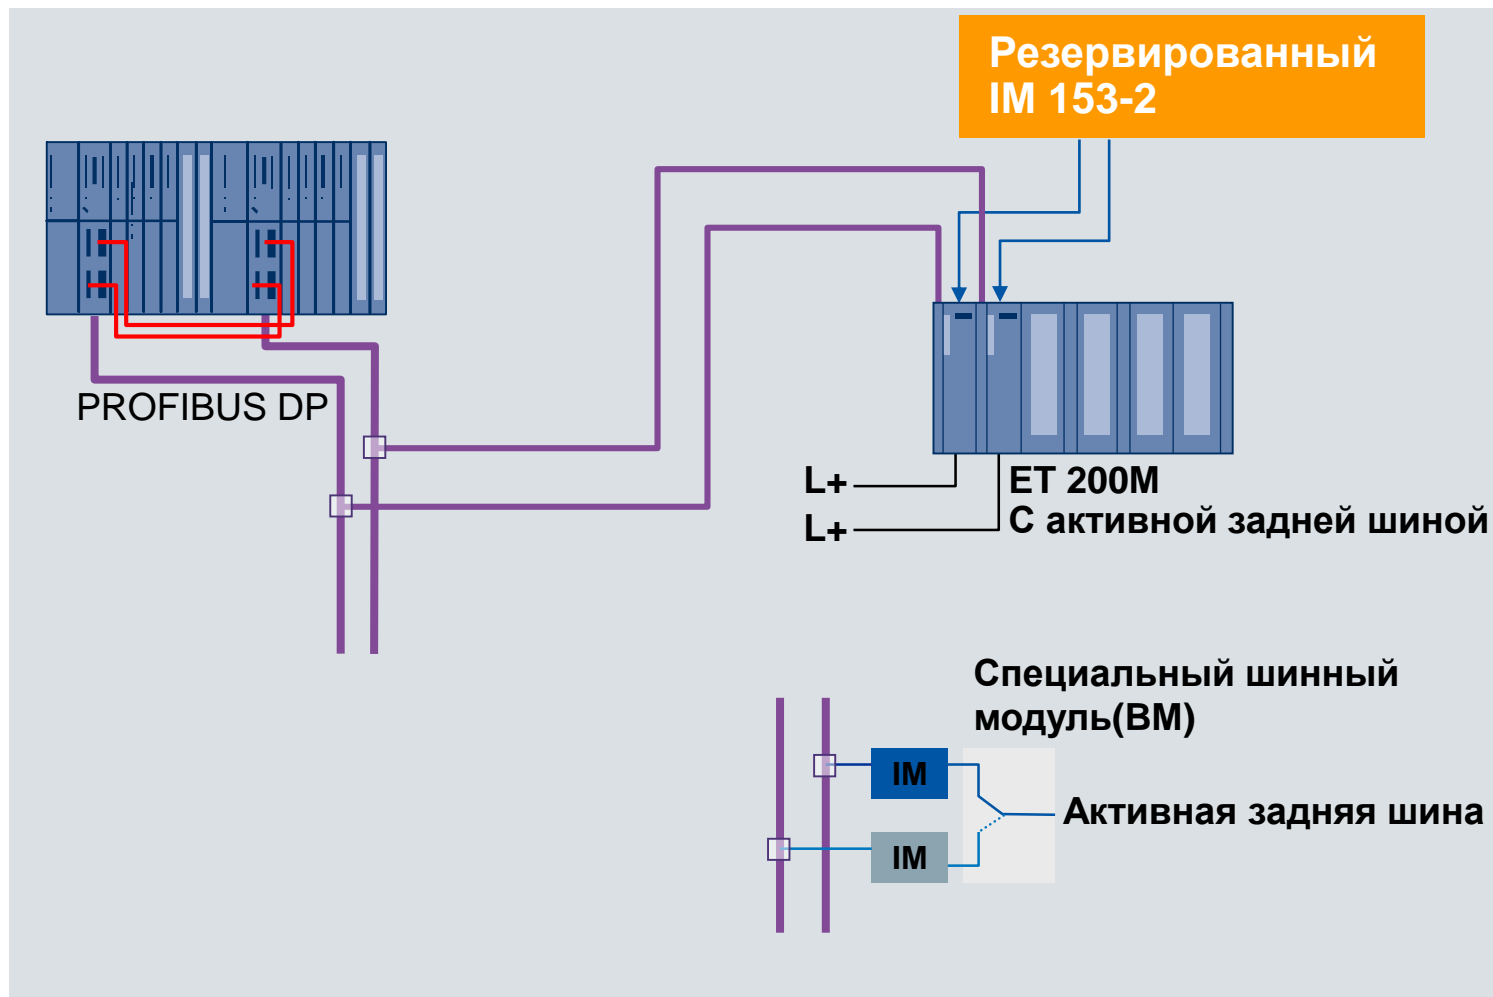 Резервированный
IM 153-2
PROFIBUS DP
L+
ET 200M
L+
С активной задней шиной
Специальный шинный
модуль(BM)
IM
Активная задняя шина
IM